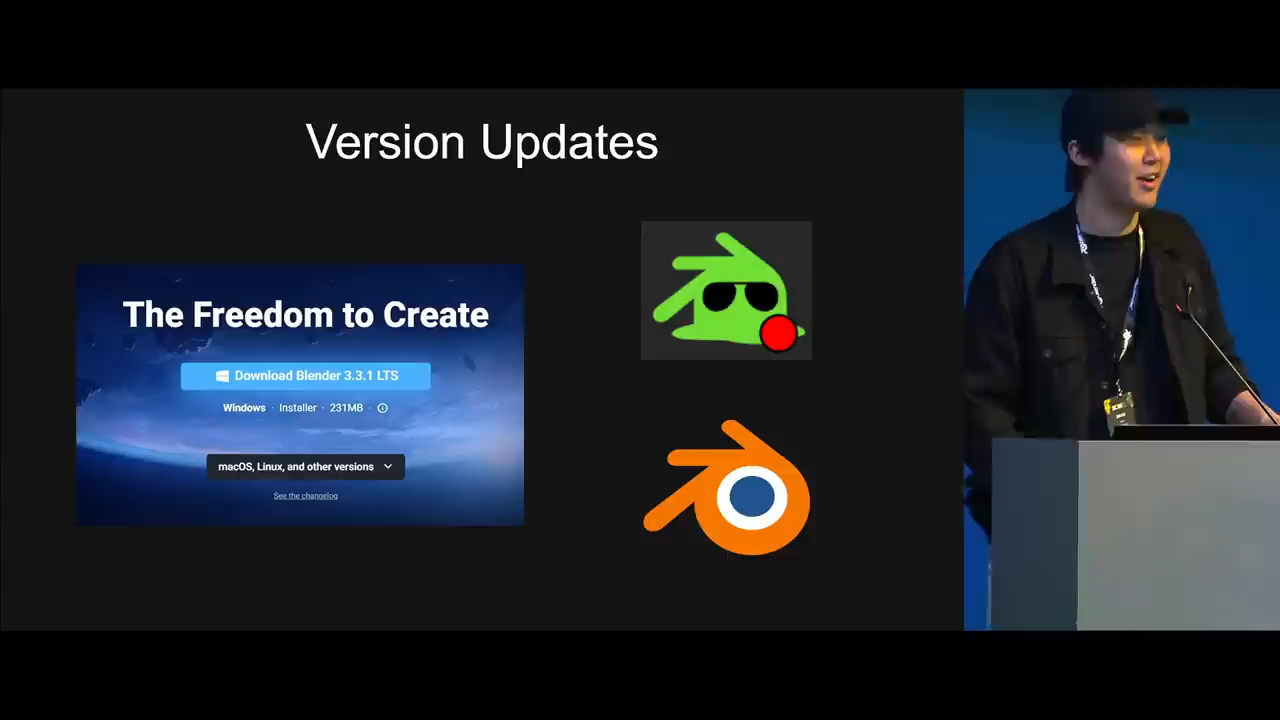 Version Updates
The Freedom to Create
Download Blender 3.3.1 LTS
Windows · Installer · 231MB ·
macOS, Linux, and other versions
See the changelog